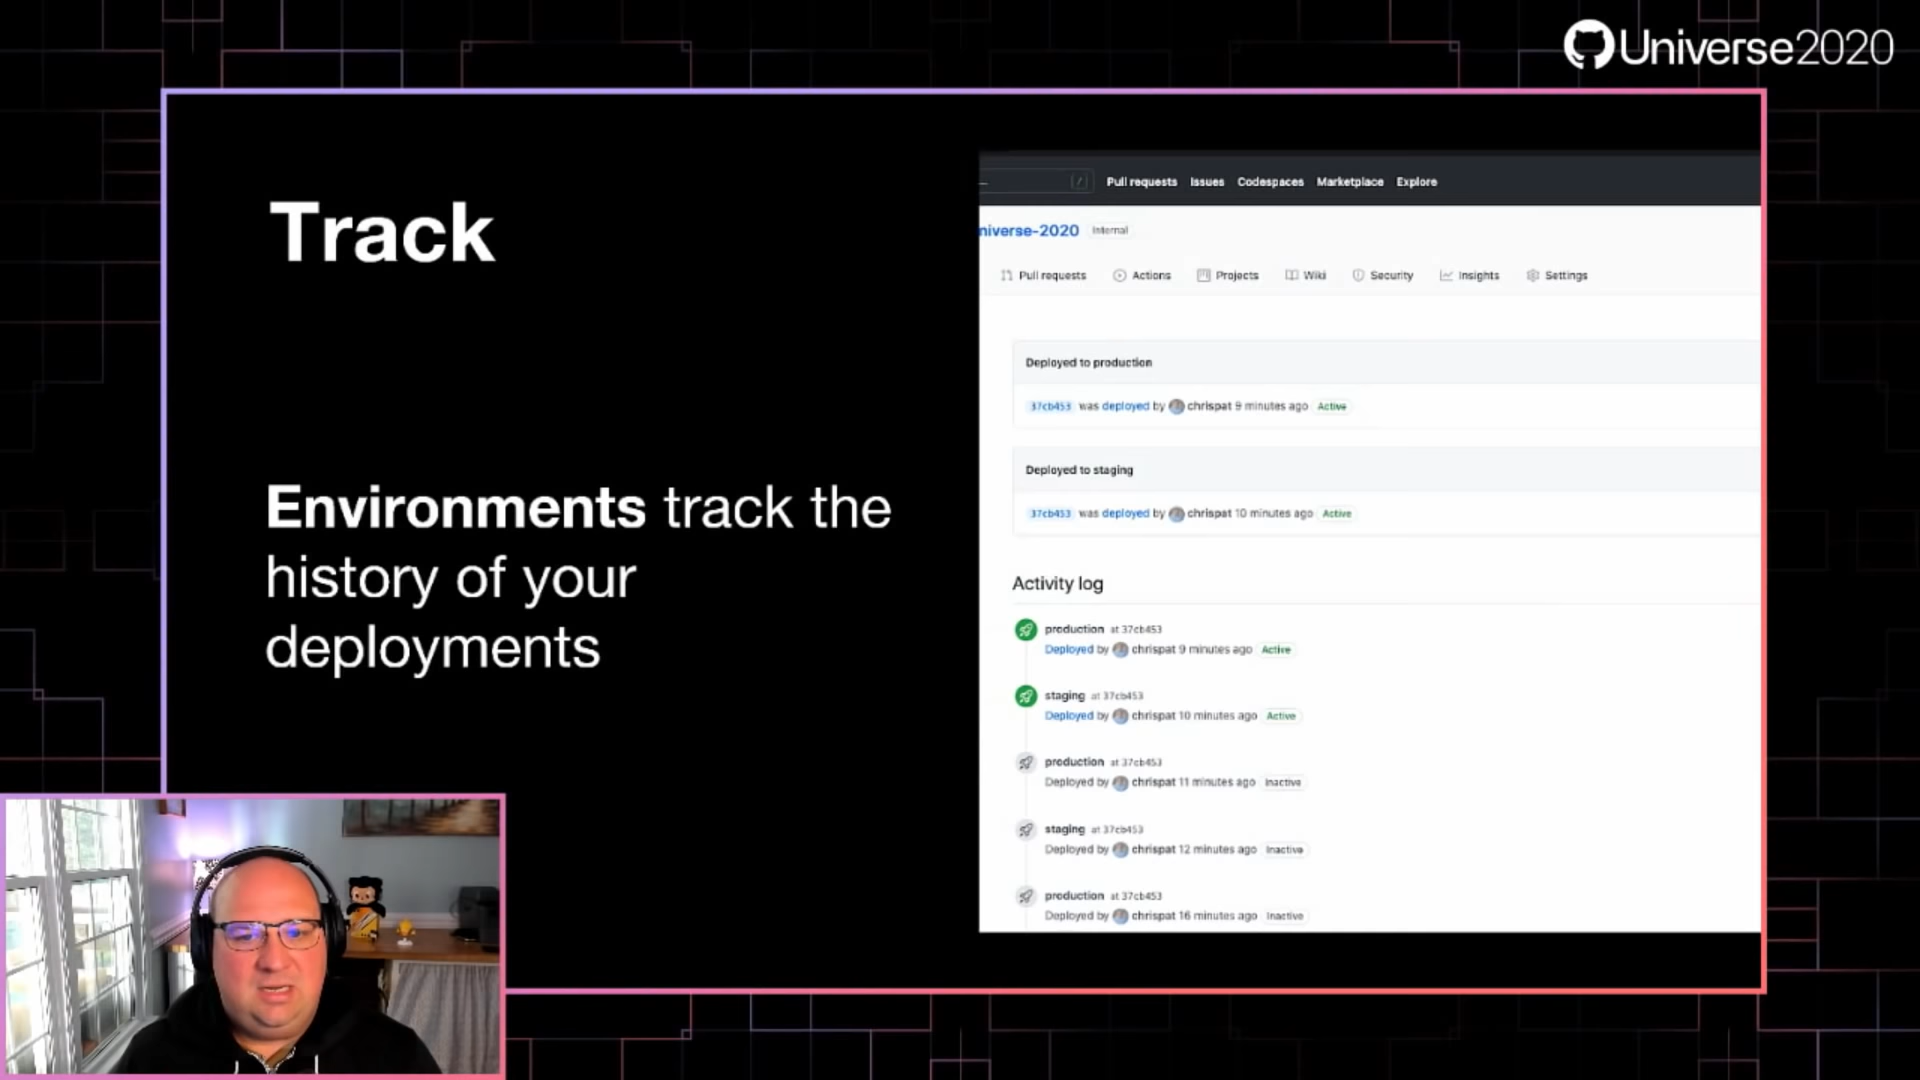 Universe2020
Track
Environments track the
history of your
deployments
/
Pull requests Issues Codespaces Marketplace Explore
niverse-2020 Internal
Pull requests Actions Projects Wiki Security Insights Settings
Deployed to production
37cb453 was deployed by chrispat 9 minutes ago Active
Deployed to staging
37cb453 was deployed by chrispat 10 minutes ago Active
Activity log
production at 37cb453
Deployed by chrispat 9 minutes ago Active
staging at 37cb453
Deployed by chrispat 10 minutes ago Active
production at 37cb453
Deployed by chrispat 11 minutes ago Inactive
staging at 37cb453
Deployed by chrispat 12 minutes ago Inactive
production at 37cb453
Deployed by chrispat 16 minutes ago Inactive